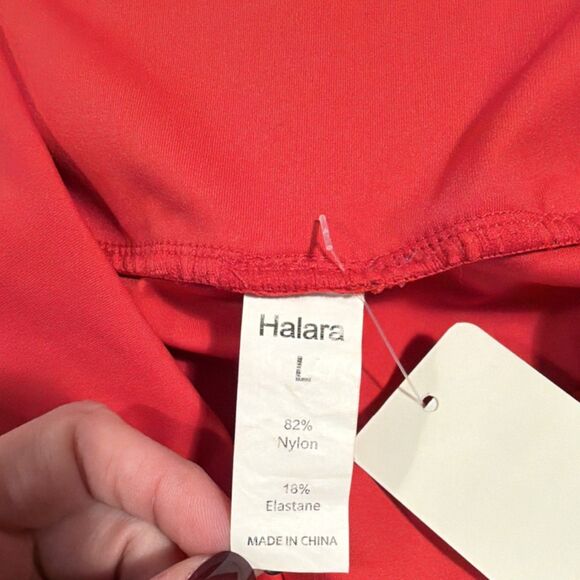 Halara
L
82%
Nylon
18%
Elastane
MADE IN CHINA